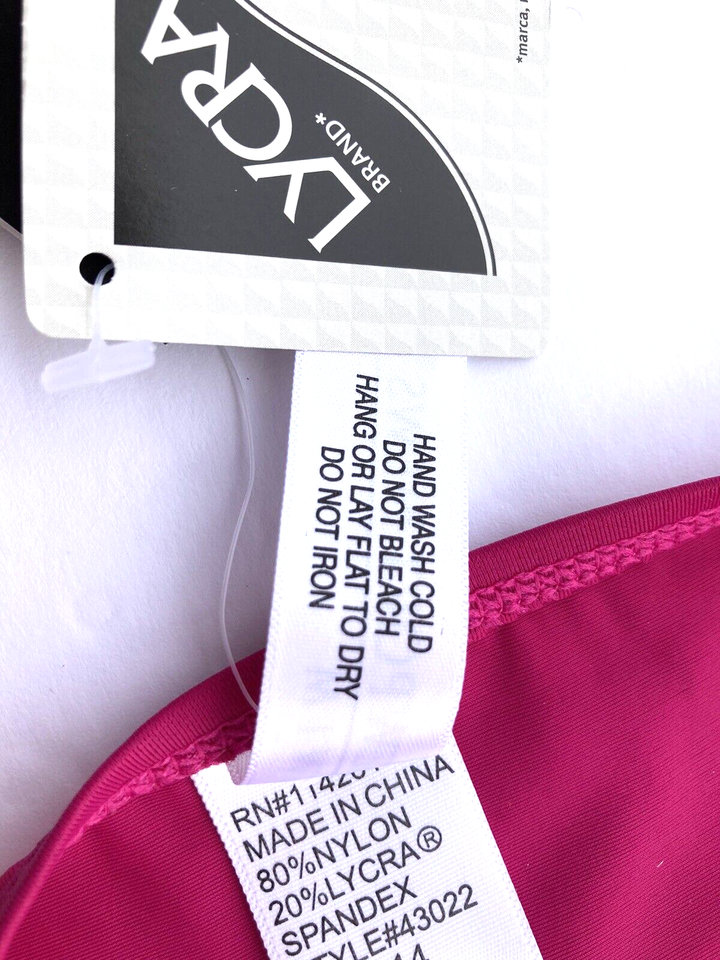 LYCRA
BRAND*
*marca,
HAND WASH COLD
DO NOT BLEACH
HANG OR LAY FLAT TO DRY
DO NOT IRON
MADE IN CHINA
80%NYLON
20%LYCRA®
SPANDEX
14